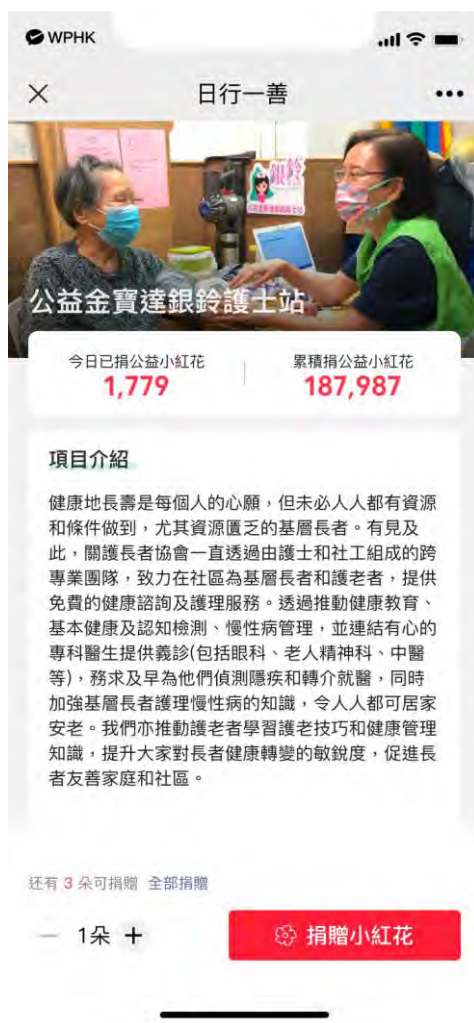 WPHK
日行一善
銀鈴
公益金寶達銀鈴護士站
今日已捐公益小紅花
累積捐公益小紅花
1,779
187,987
項目介紹
健康地長壽是每個人的心願，但未必人人都有資源
和條件做到，尤其資源匱乏的基層長者。有見及
此，關護長者協會一直透過由護士和社工組成的跨
專業團隊，致力在社區為基層長者和護老者，提供
免費的健康諮詢及護理服務。透過推動健康教育、
基本健康及認知檢測、慢性病管理，並連結有心的
專科醫生提供義診(包括眼科、老人精神科、中醫
等)，務求及早為他們偵測隱疾和轉介就醫，同時
加強基層長者護理慢性病的知識，令人人都可居家
安老。我們亦推動護老者學習護老技巧和健康管理
知識，提升大家對長者健康轉變的敏銳度，促進長
者友善家庭和社區。
还有 3 朵可捐贈 全部捐贈
1朵
捐贈小紅花